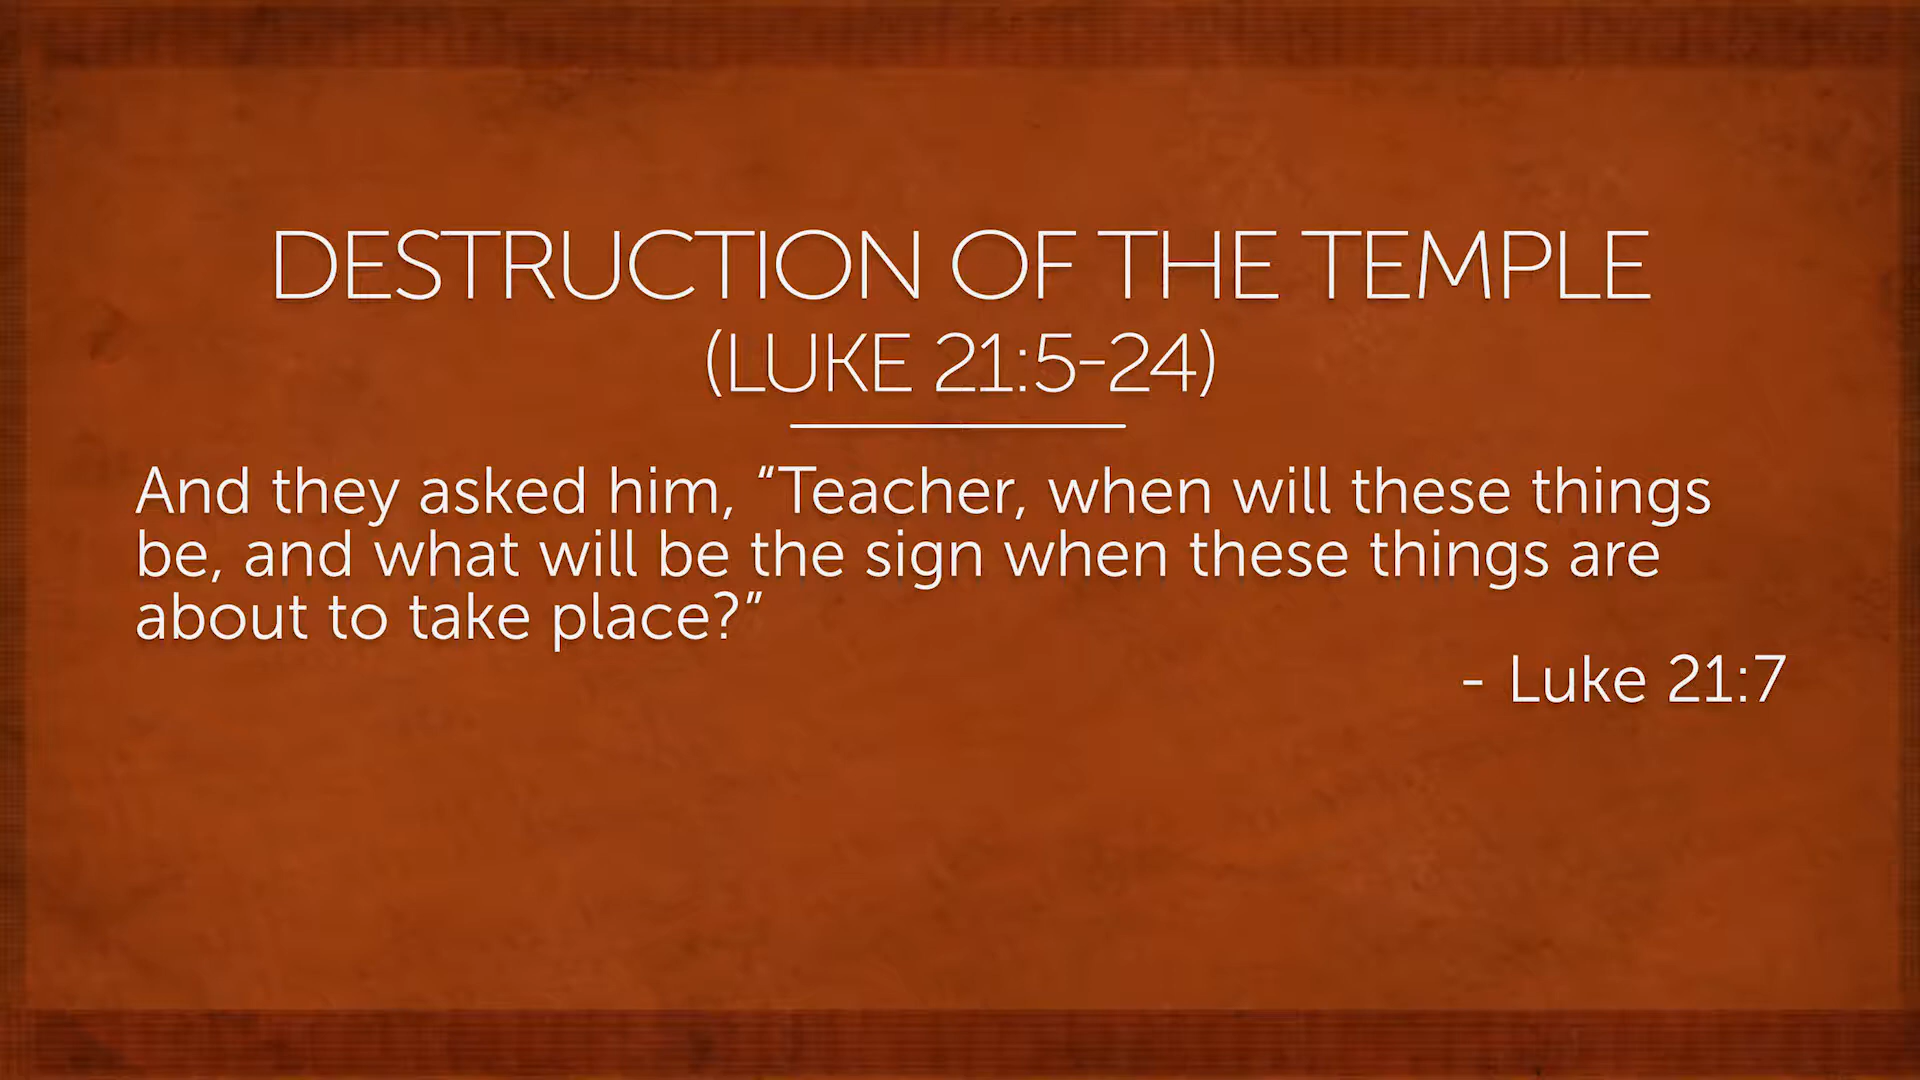 DESTRUCTION OF THE TEMPLE
(LUKE 21:5-24)
And they asked him, “Teacher, when will these things
be, and what will be the sign when these things are
about to take place?”
- Luke 21:7